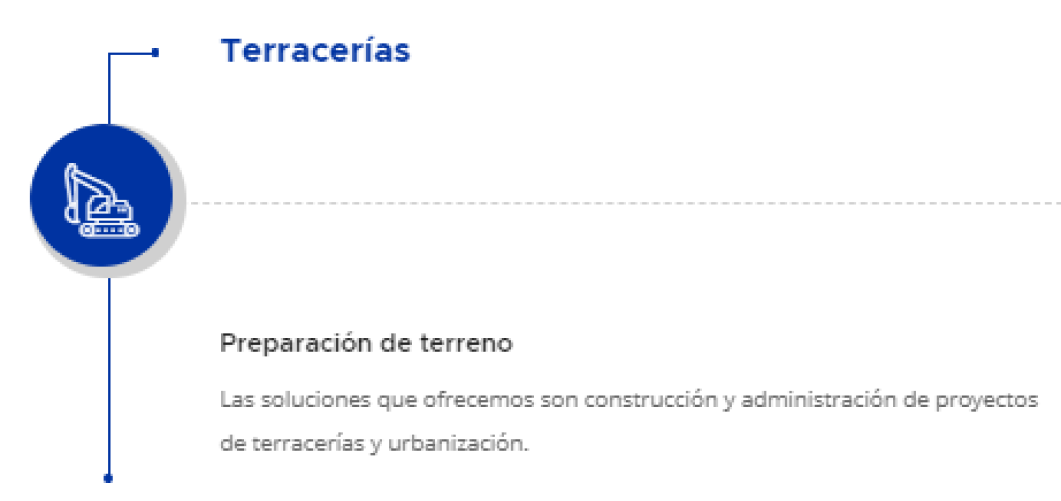 Terracerías
Preparación de terreno
Las soluciones que ofrecemos son construcción y administración de proyectos
de terracerías y urbanización.